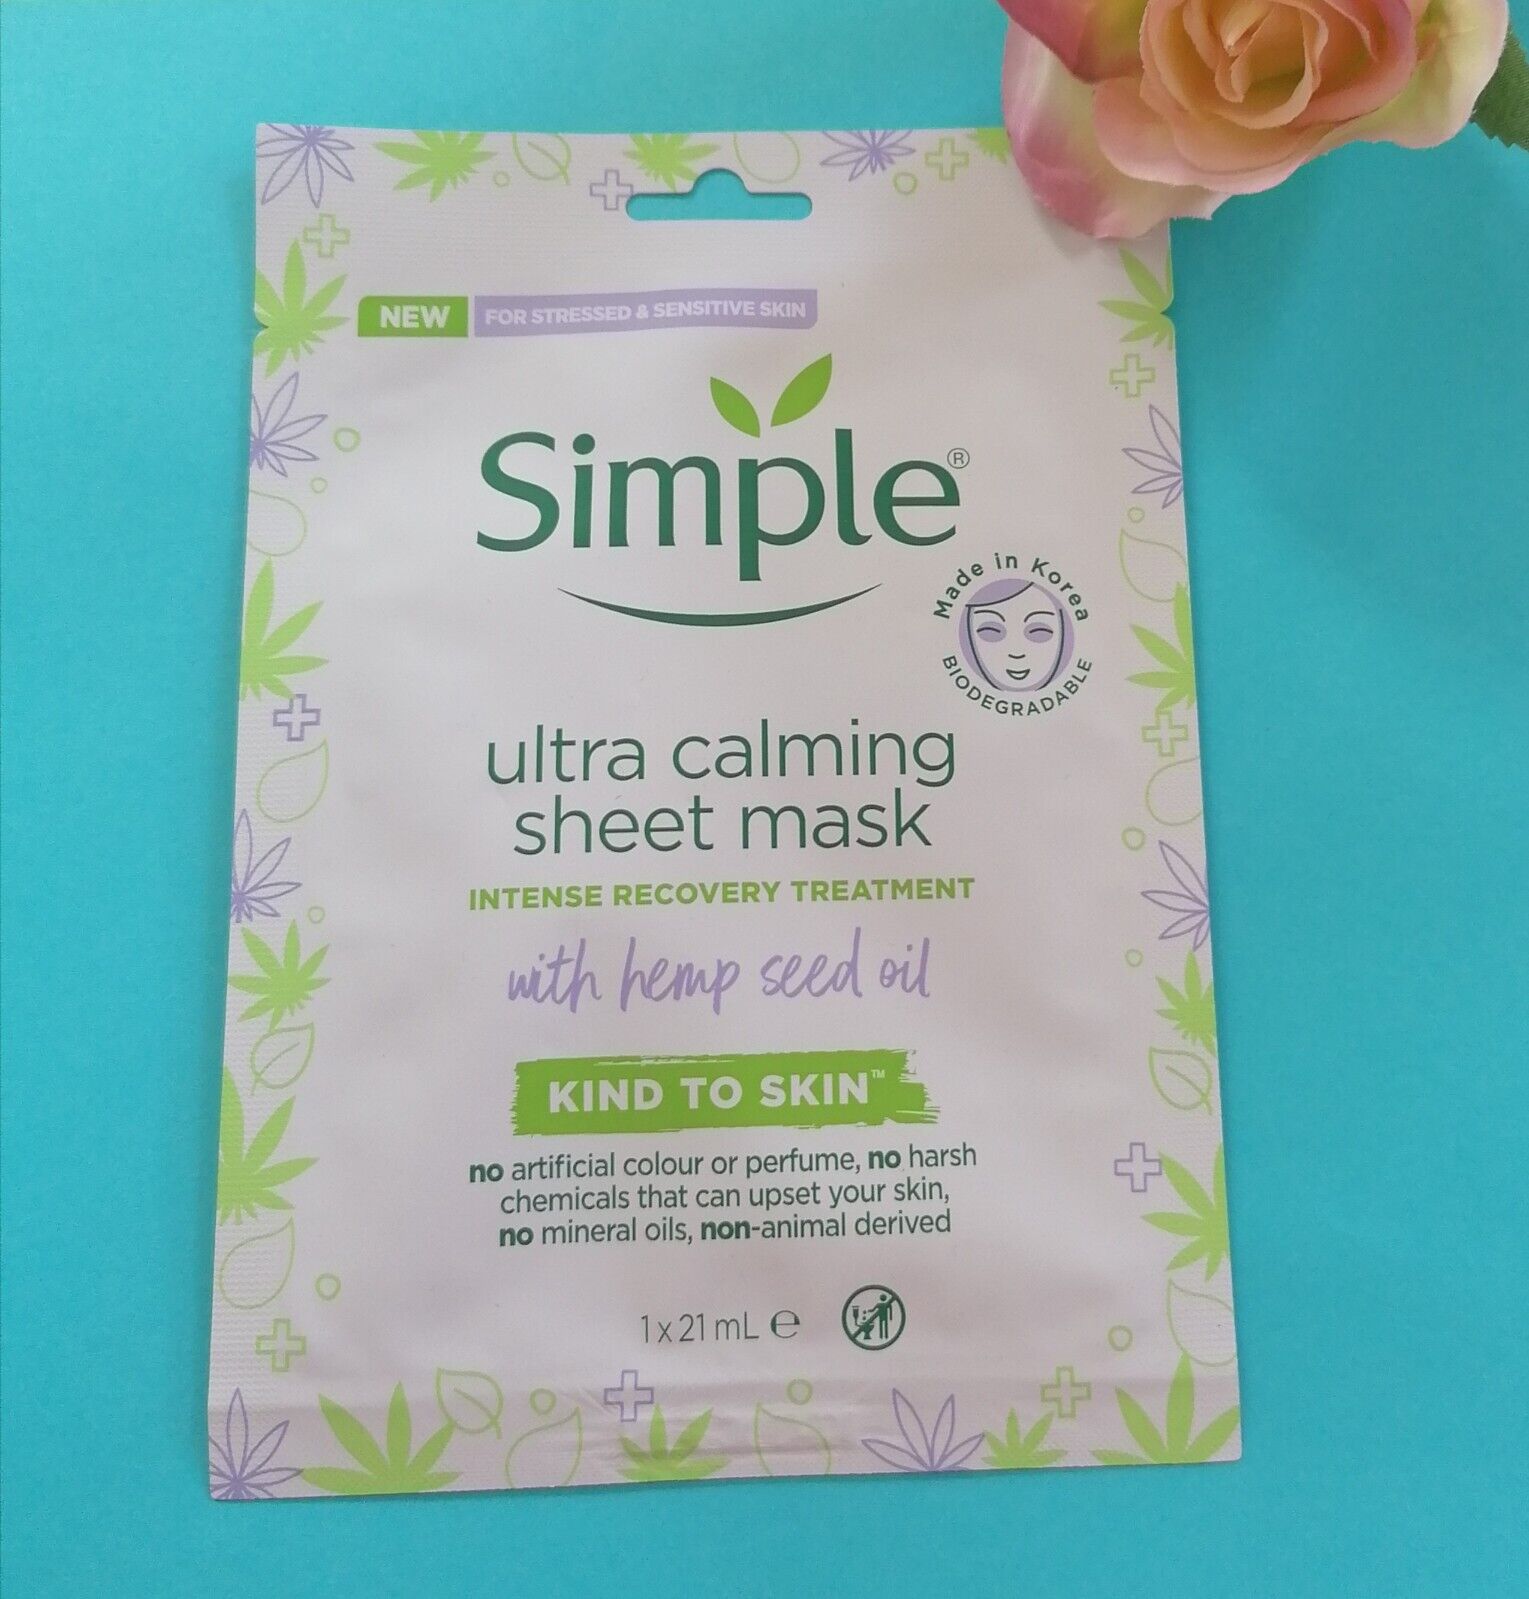 NEW FOR STRESSED & SENSITIVE SKIN
Simple®
Made in Korea
BIODEGRADABLE
ultra calming
sheet mask
INTENSE RECOVERY TREATMENT
with hemp seed oil
KIND TO SKIN™
no artificial colour or perfume, no harsh
chemicals that can upset your skin,
no mineral oils, non-animal derived
1 x 21 mL ℮